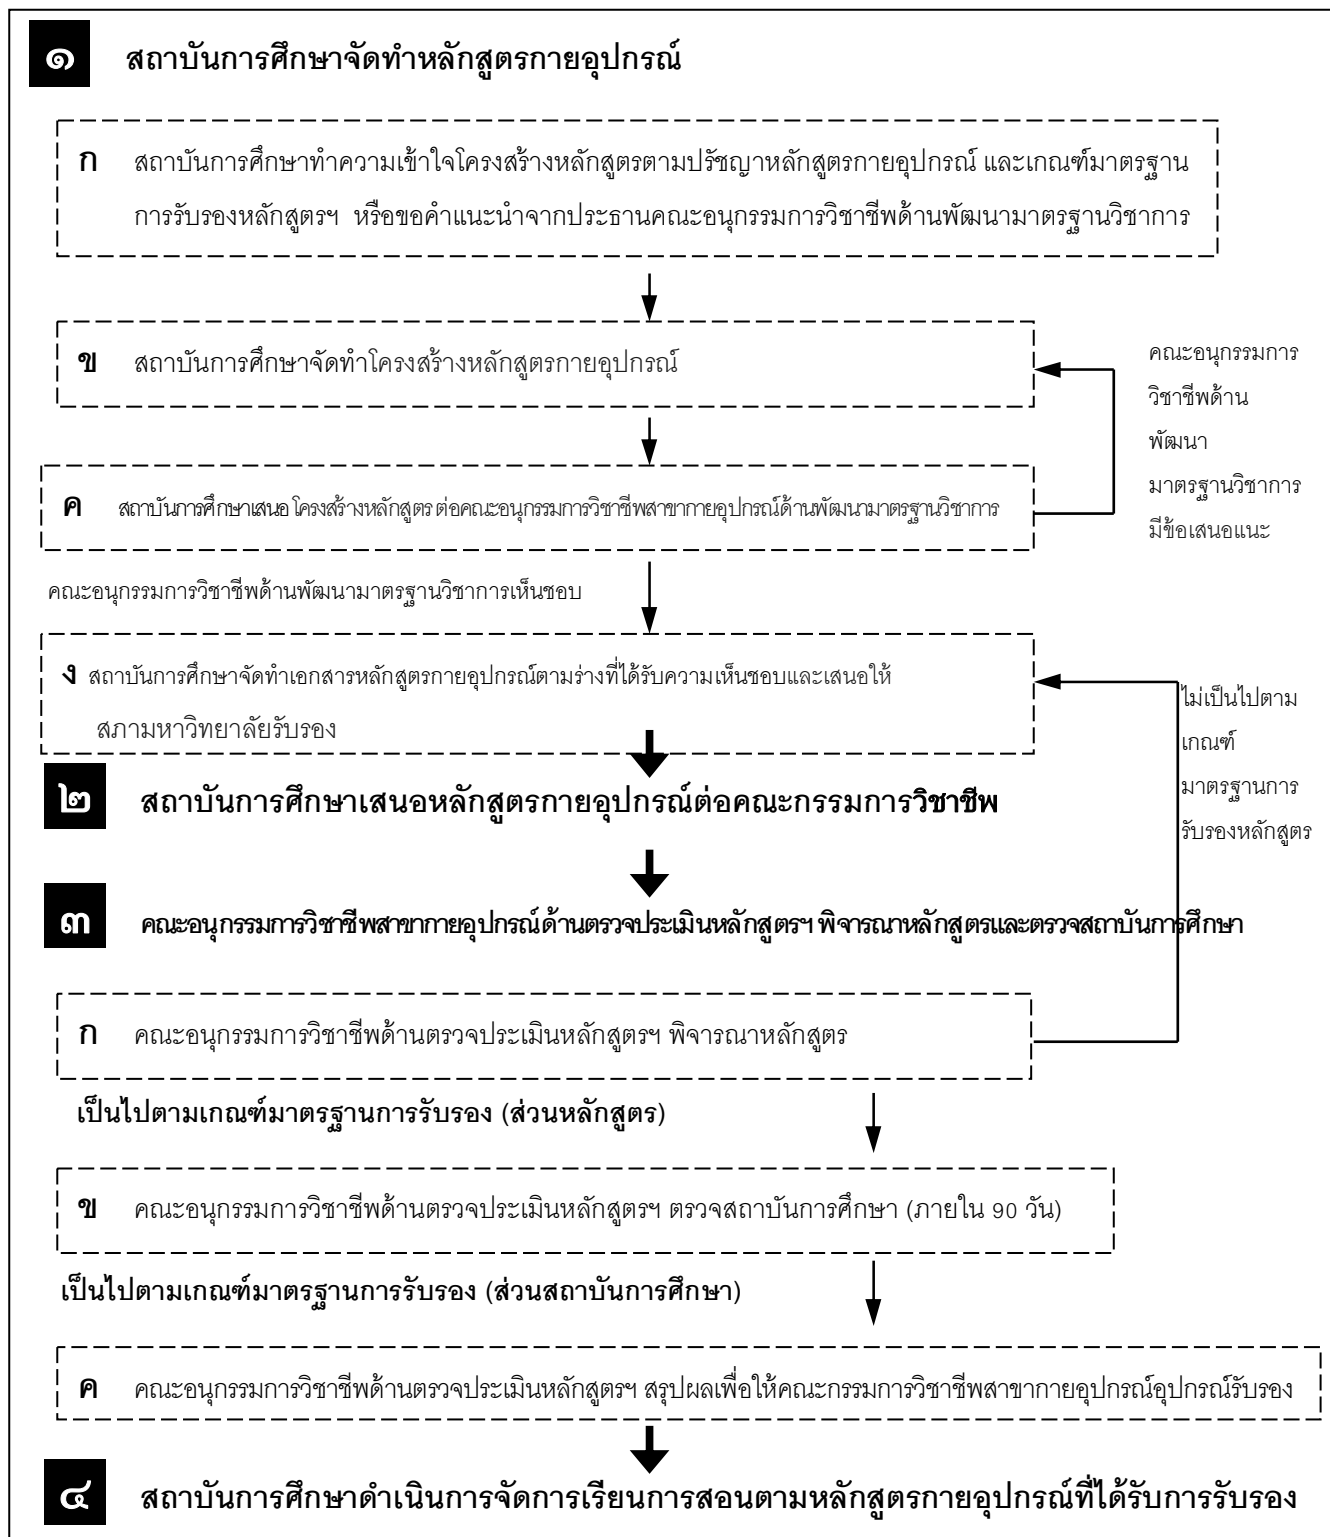 ๑ สถาบันการศึกษาจัดทำหลักสูตรกายอุปกรณ์
ก สถาบันการศึกษาทำความเข้าใจโครงสร้างหลักสูตรตามปรัชญาหลักสูตรกายอุปกรณ์ และเกณฑ์มาตรฐาน
การรับรองหลักสูตรฯ หรือขอคำแนะนำจากประธานคณะอนุกรรมการวิชาชีพด้านพัฒนามาตรฐานวิชาการ
ข สถาบันการศึกษาจัดทำโครงสร้างหลักสูตรกายอุปกรณ์
คณะอนุกรรมการ
วิชาชีพด้าน
พัฒนา
มาตรฐานวิชาการ
มีข้อเสนอแนะ
ค สถาบันการศึกษาเสนอโครงสร้างหลักสูตร ต่อคณะอนุกรรมการวิชาชีพสาขากายอุปกรณ์ด้านพัฒนามาตรฐานวิชาการ
คณะอนุกรรมการวิชาชีพด้านพัฒนามาตรฐานวิชาการเห็นชอบ
ง สถาบันการศึกษาจัดทำเอกสารหลักสูตรกายอุปกรณ์ตามร่างที่ได้รับความเห็นชอบและเสนอให้
สภามหาวิทยาลัยรับรอง
ไม่เป็นไปตาม
เกณฑ์
มาตรฐานการ
รับรองหลักสูตร
๒ สถาบันการศึกษาเสนอหลักสูตรกายอุปกรณ์ต่อคณะกรรมการวิชาชีพ
๓ คณะอนุกรรมการวิชาชีพสาขากายอุปกรณ์ด้านตรวจประเมินหลักสูตรฯ พิจารณาหลักสูตรและตรวจสถาบันการศึกษา
ก คณะอนุกรรมการวิชาชีพด้านตรวจประเมินหลักสูตรฯ พิจารณาหลักสูตร
เป็นไปตามเกณฑ์มาตรฐานการรับรอง (ส่วนหลักสูตร)
ข คณะอนุกรรมการวิชาชีพด้านตรวจประเมินหลักสูตรฯ ตรวจสถาบันการศึกษา (ภายใน 90 วัน)
เป็นไปตามเกณฑ์มาตรฐานการรับรอง (ส่วนสถาบันการศึกษา)
ค คณะอนุกรรมการวิชาชีพด้านตรวจประเมินหลักสูตรฯ สรุปผลเพื่อให้คณะกรรมการวิชาชีพสาขากายอุปกรณ์อุปกรณ์รับรอง
๔ สถาบันการศึกษาดำเนินการจัดการเรียนการสอนตามหลักสูตรกายอุปกรณ์ที่ได้รับการรับรอง